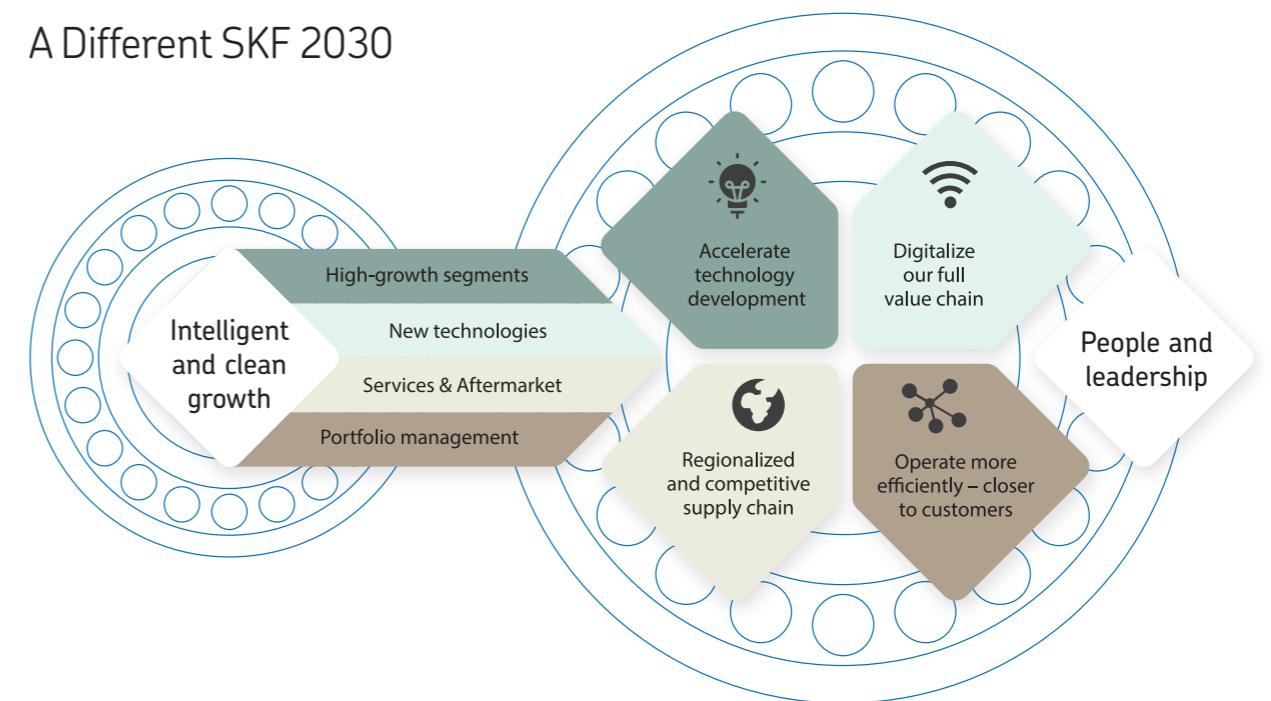 A Different SKF 2030
Intelligent
and clean
growth
High-growth segments
New technologies
Services & Aftermarket
Portfolio management
Accelerate
technology
development
Digitalize
our full
value chain
Regionalized
and competitive
supply chain
Operate more
efficiently – closer
to customers
People and
leadership